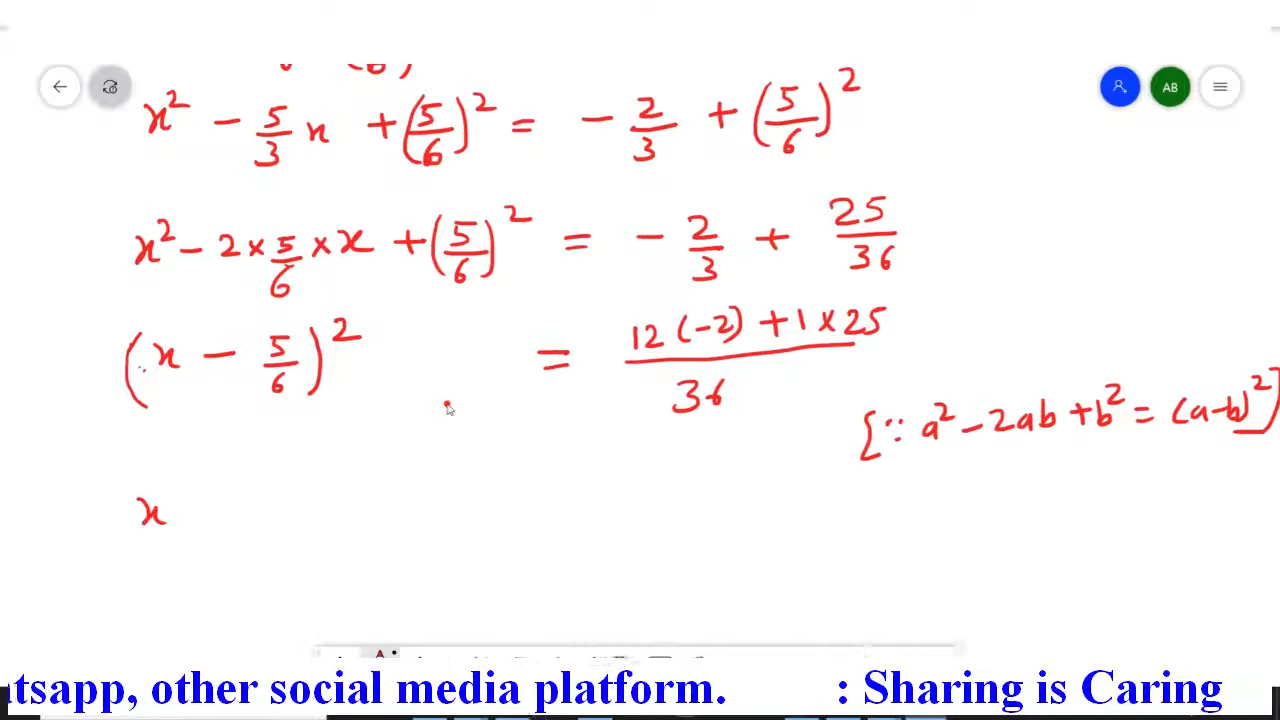 AB
x² - 5/3 x + (5/6)² = - 2/3 + (5/6)²
x² - 2 × 5/6 × x + (5/6)² = - 2/3 + 25/36
(x - 5/6)² = 12(-2) + 1 × 25 / 36
[∵ a² - 2ab + b² = (a-b)²]
x
tsapp, other social media platform. : Sharing is Caring